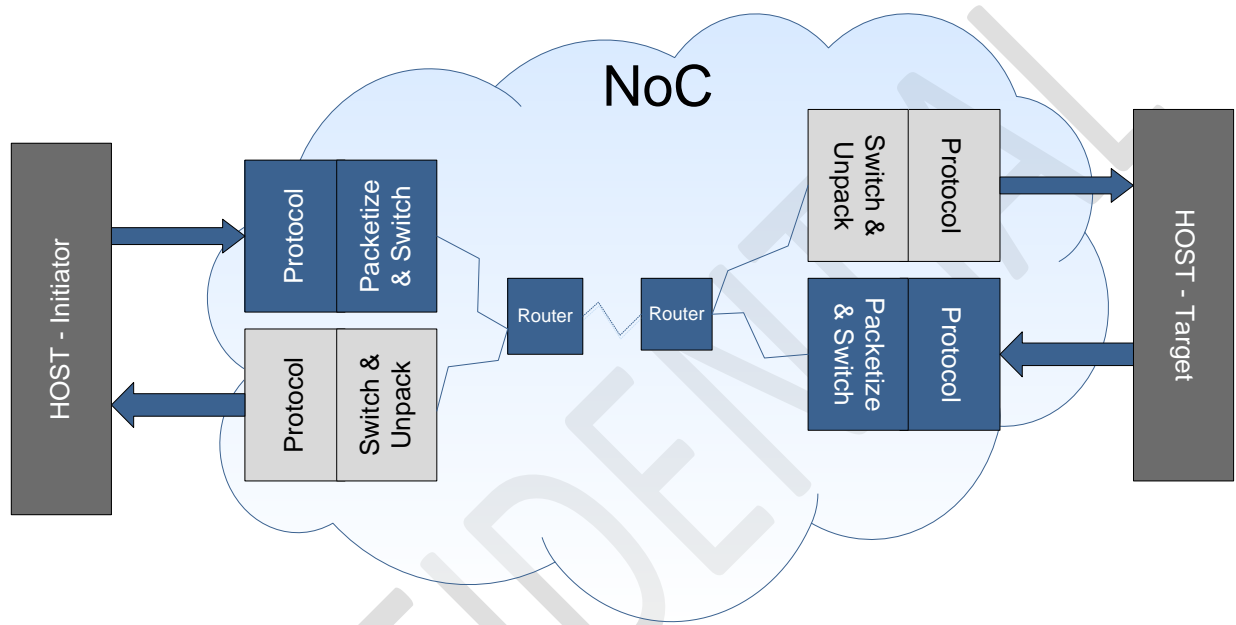 NoC
HOST - Initiator
Protocol
Packetize
& Switch
Protocol
Switch &
Unpack
Router
Router
Switch &
Unpack
Protocol
Packetize
& Switch
Protocol
HOST - Target
FIDENTIAL